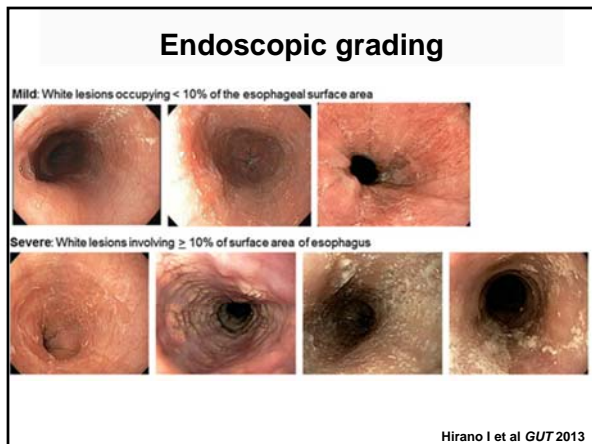 Endoscopic grading
Mild: White lesions occupying < 10% of the esophageal surface area
Severe: White lesions involving ≥ 10% of surface area of esophagus
Hirano I et al GUT 2013